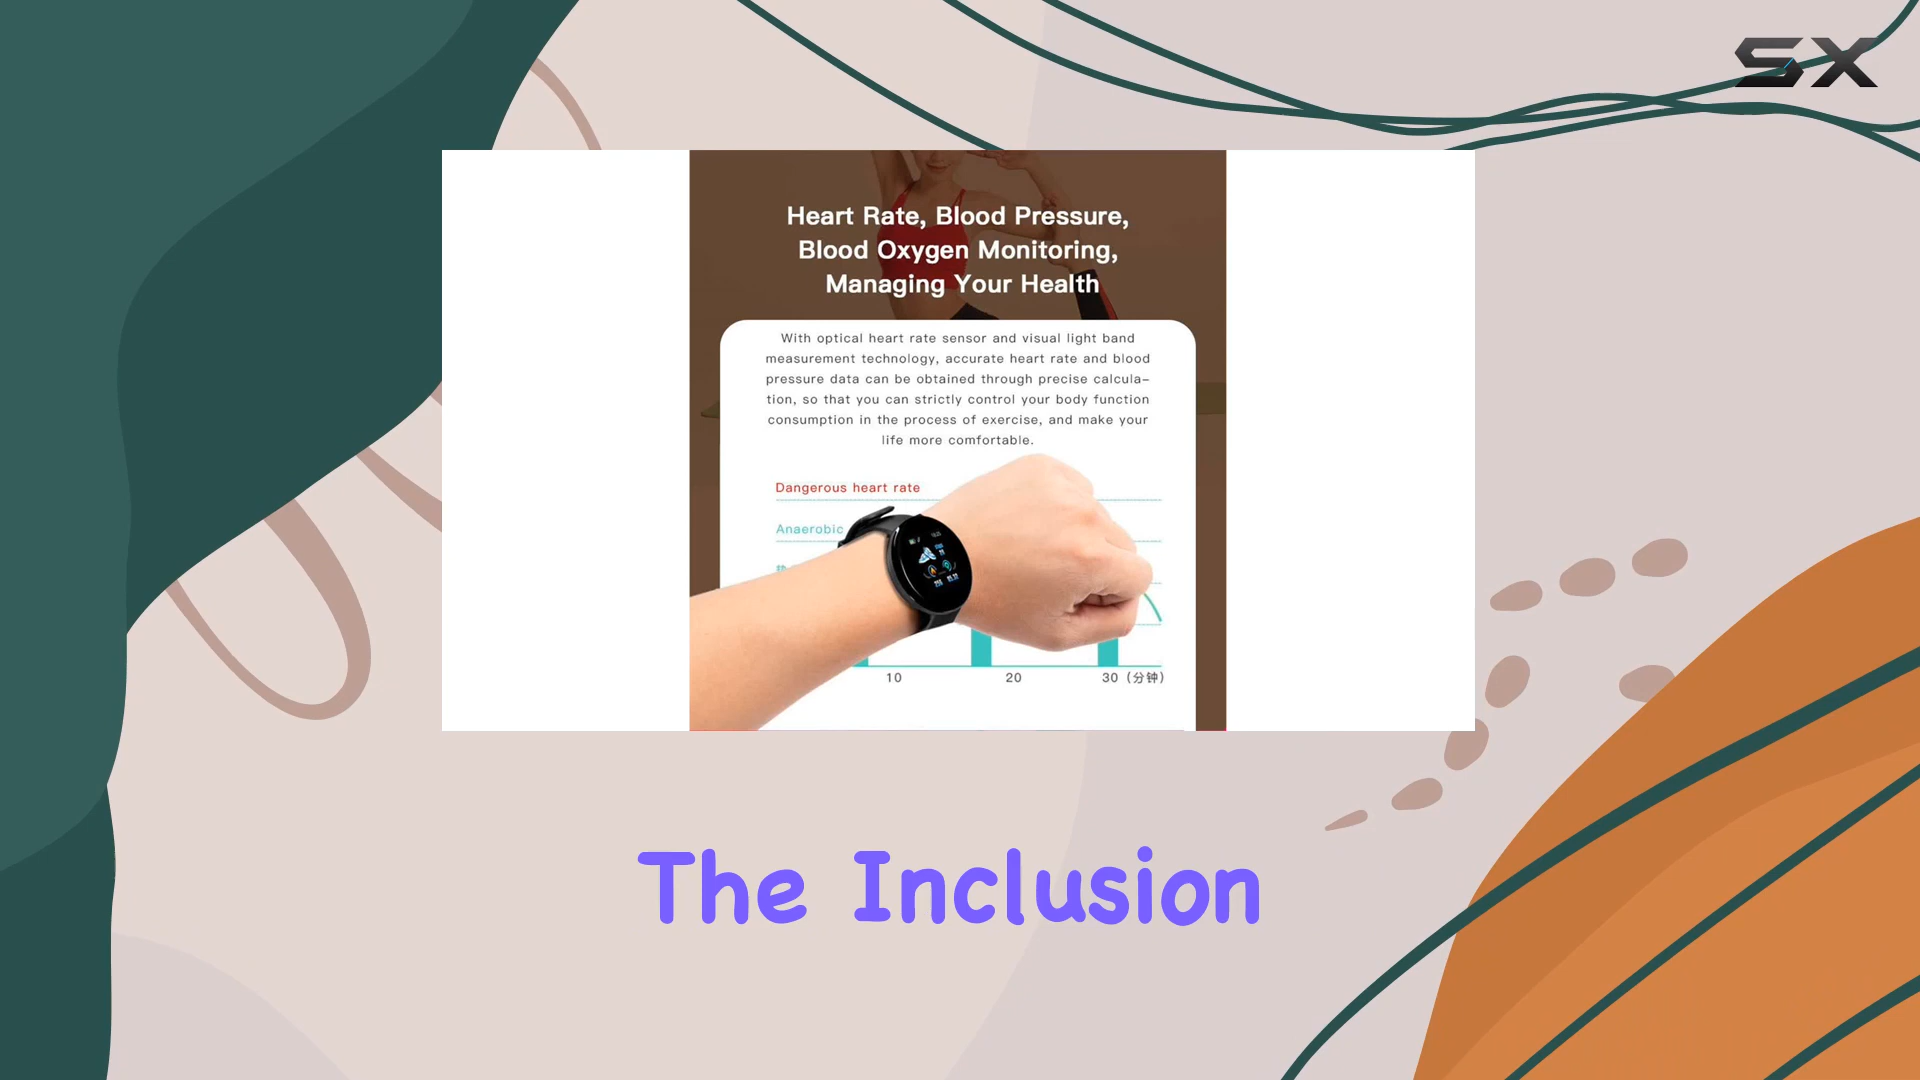 SX
Heart Rate, Blood Pressure,
Blood Oxygen Monitoring,
Managing Your Health
With optical heart rate sensor and visual light band
measurement technology, accurate heart rate and blood
pressure data can be obtained through precise calcula-
tion, so that you can strictly control your body function
consumption in the process of exercise, and make your
life more comfortable.
Dangerous heart rate
Anaerobic
10 20 30 (分钟)
The Inclusion